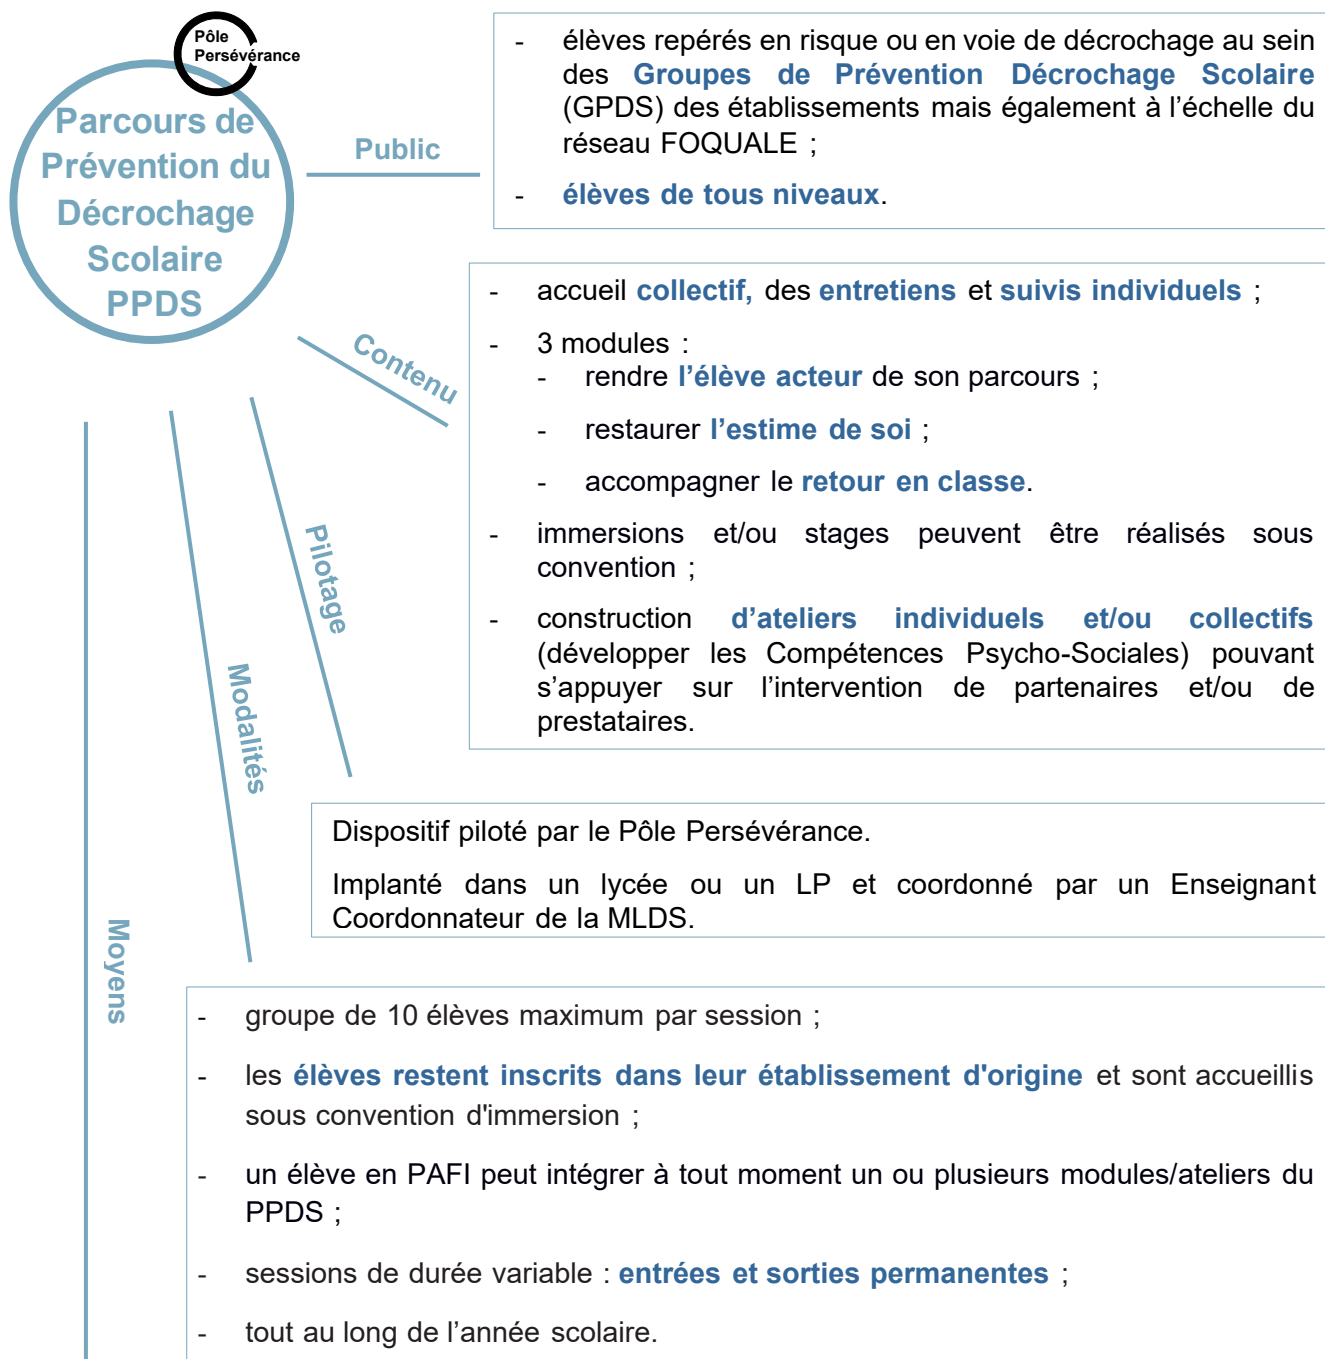 Pôle
Persévérance
Parcours de
Prévention du
Décrochage
Scolaire
PPDS
Public
- élèves repérés en risque ou en voie de décrochage au sein
des Groupes de Prévention Décrochage Scolaire
(GPDS) des établissements mais également à l’échelle du
réseau FOQUALE ;
- élèves de tous niveaux.
Contenu
- accueil collectif, des entretiens et suivis individuels ;
- 3 modules :
- rendre l’élève acteur de son parcours ;
- restaurer l’estime de soi ;
- accompagner le retour en classe.
- immersions et/ou stages peuvent être réalisés sous
convention ;
- construction d’ateliers individuels et/ou collectifs
(développer les Compétences Psycho-Sociales) pouvant
s’appuyer sur l’intervention de partenaires et/ou de
prestataires.
Pilotage
Dispositif piloté par le Pôle Persévérance.
Implanté dans un lycée ou un LP et coordonné par un Enseignant
Coordonnateur de la MLDS.
Modalités
- groupe de 10 élèves maximum par session ;
- les élèves restent inscrits dans leur établissement d'origine et sont accueillis
sous convention d'immersion ;
- un élève en PAFI peut intégrer à tout moment un ou plusieurs modules/ateliers du
PPDS ;
- sessions de durée variable : entrées et sorties permanentes ;
- tout au long de l’année scolaire.
Moyens